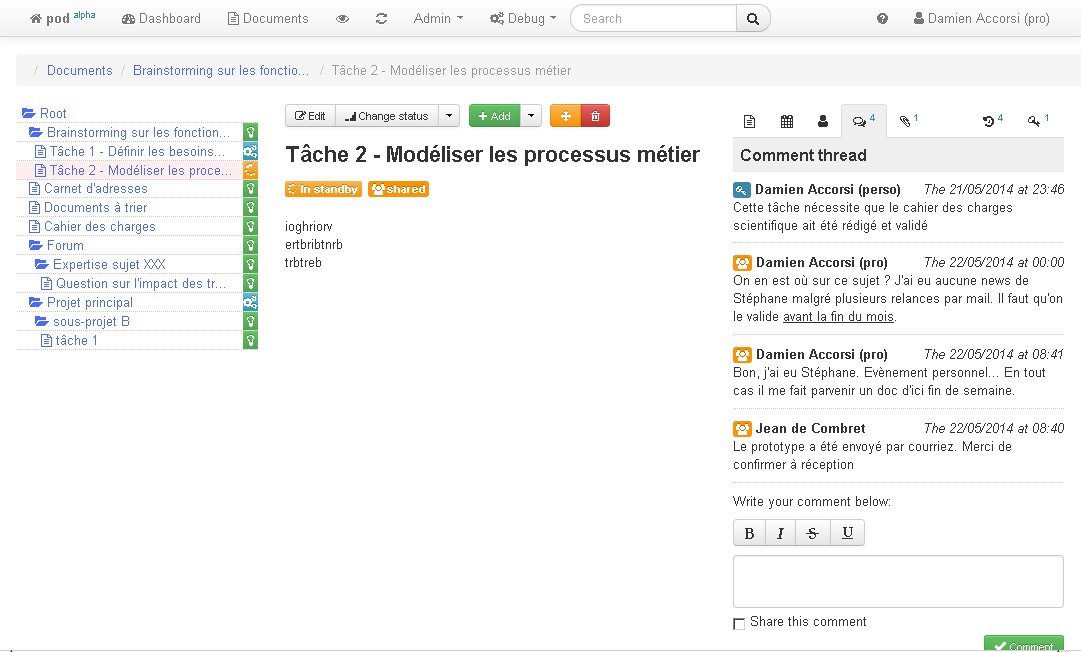 pod alpha Dashboard Documents Admin Debug Search Damien Accorsi (pro)
/ Documents / Brainstorming sur les fonctio... / Tâche 2 - Modéliser les processus métier
Root
Brainstorming sur les fonction...
Tâche 1 - Définir les besoins...
Tâche 2 - Modéliser les proce...
Carnet d'adresses
Documents à trier
Cahier des charges
Forum
Expertise sujet XXX
Question sur l'impact des tr...
Projet principal
sous-projet B
tâche 1
Edit Change status + Add
Tâche 2 - Modéliser les processus métier
In standby shared
ioghriorv
ertbribtnrb
trbtreb
4 1 4 1
Comment thread
Damien Accorsi (perso) The 21/05/2014 at 23:46
Cette tâche nécessite que le cahier des charges
scientifique ait été rédigé et validé
Damien Accorsi (pro) The 22/05/2014 at 00:00
On en est où sur ce sujet ? J'ai eu aucune news de
Stéphane malgré plusieurs relances par mail. Il faut qu'on
le valide avant la fin du mois.
Damien Accorsi (pro) The 22/05/2014 at 08:41
Bon, j'ai eu Stéphane. Evènement personnel... En tout
cas il me fait parvenir un doc d'ici fin de semaine.
Jean de Combret The 22/05/2014 at 08:40
Le prototype a été envoyé par courriez. Merci de
confirmer à réception
Write your comment below:
B I S U
Share this comment
Comment